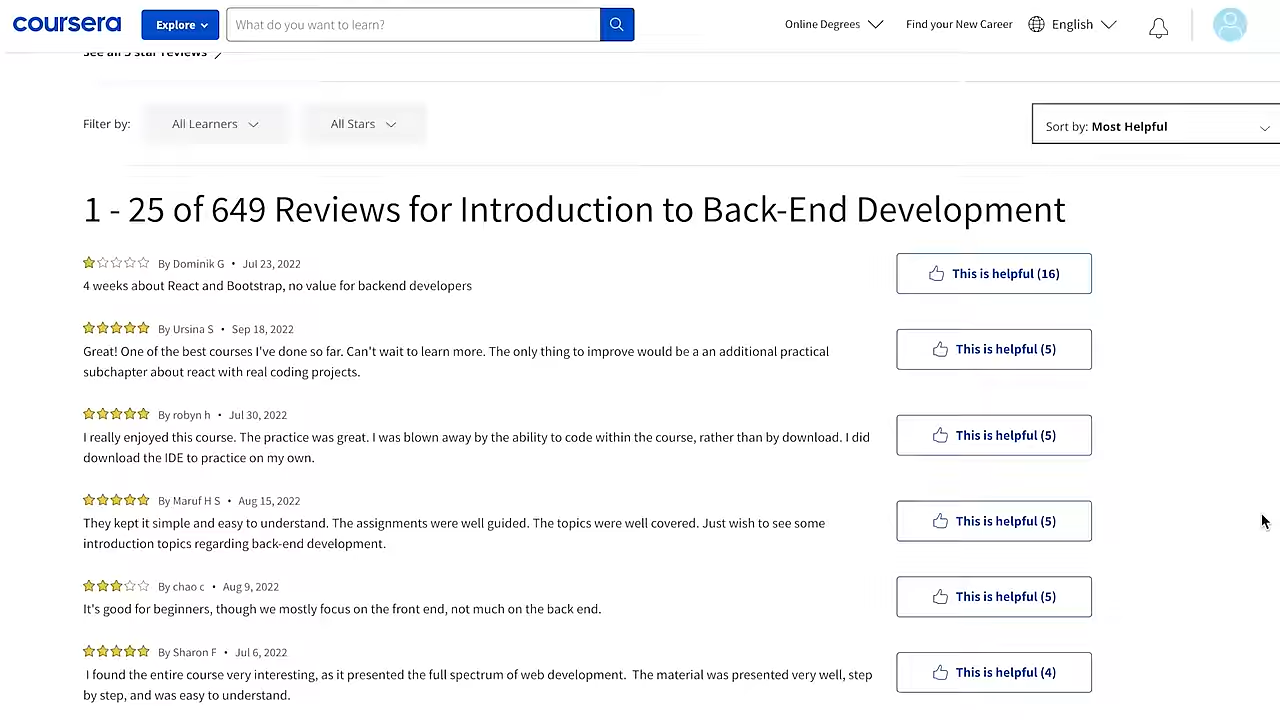 coursera
Explore
What do you want to learn?
Online Degrees
Find your New Career
English
see all 5 star reviews
Filter by:
All Learners
All Stars
Sort by: Most Helpful
1 - 25 of 649 Reviews for Introduction to Back-End Development
By Dominik G • Jul 23, 2022
4 weeks about React and Bootstrap, no value for backend developers
This is helpful (16)
By Ursina S • Sep 18, 2022
Great! One of the best courses I've done so far. Can't wait to learn more. The only thing to improve would be a an additional practical
subchapter about react with real coding projects.
This is helpful (5)
By robyn h • Jul 30, 2022
I really enjoyed this course. The practice was great. I was blown away by the ability to code within the course, rather than by download. I did
download the IDE to practice on my own.
This is helpful (5)
By Maruf H S • Aug 15, 2022
They kept it simple and easy to understand. The assignments were well guided. The topics were well covered. Just wish to see some
introduction topics regarding back-end development.
This is helpful (5)
By chao c • Aug 9, 2022
It's good for beginners, though we mostly focus on the front end, not much on the back end.
This is helpful (5)
By Sharon F • Jul 6, 2022
I found the entire course very interesting, as it presented the full spectrum of web development. The material was presented very well, step
by step, and was easy to understand.
This is helpful (4)